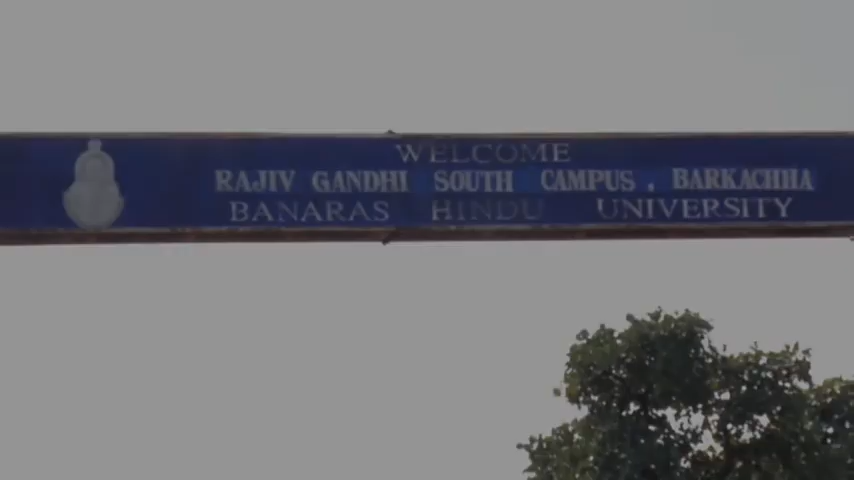 WELCOME
RAJIV GANDHI SOUTH CAMPUS, BARKACHHA
BANARAS HINDU UNIVERSITY